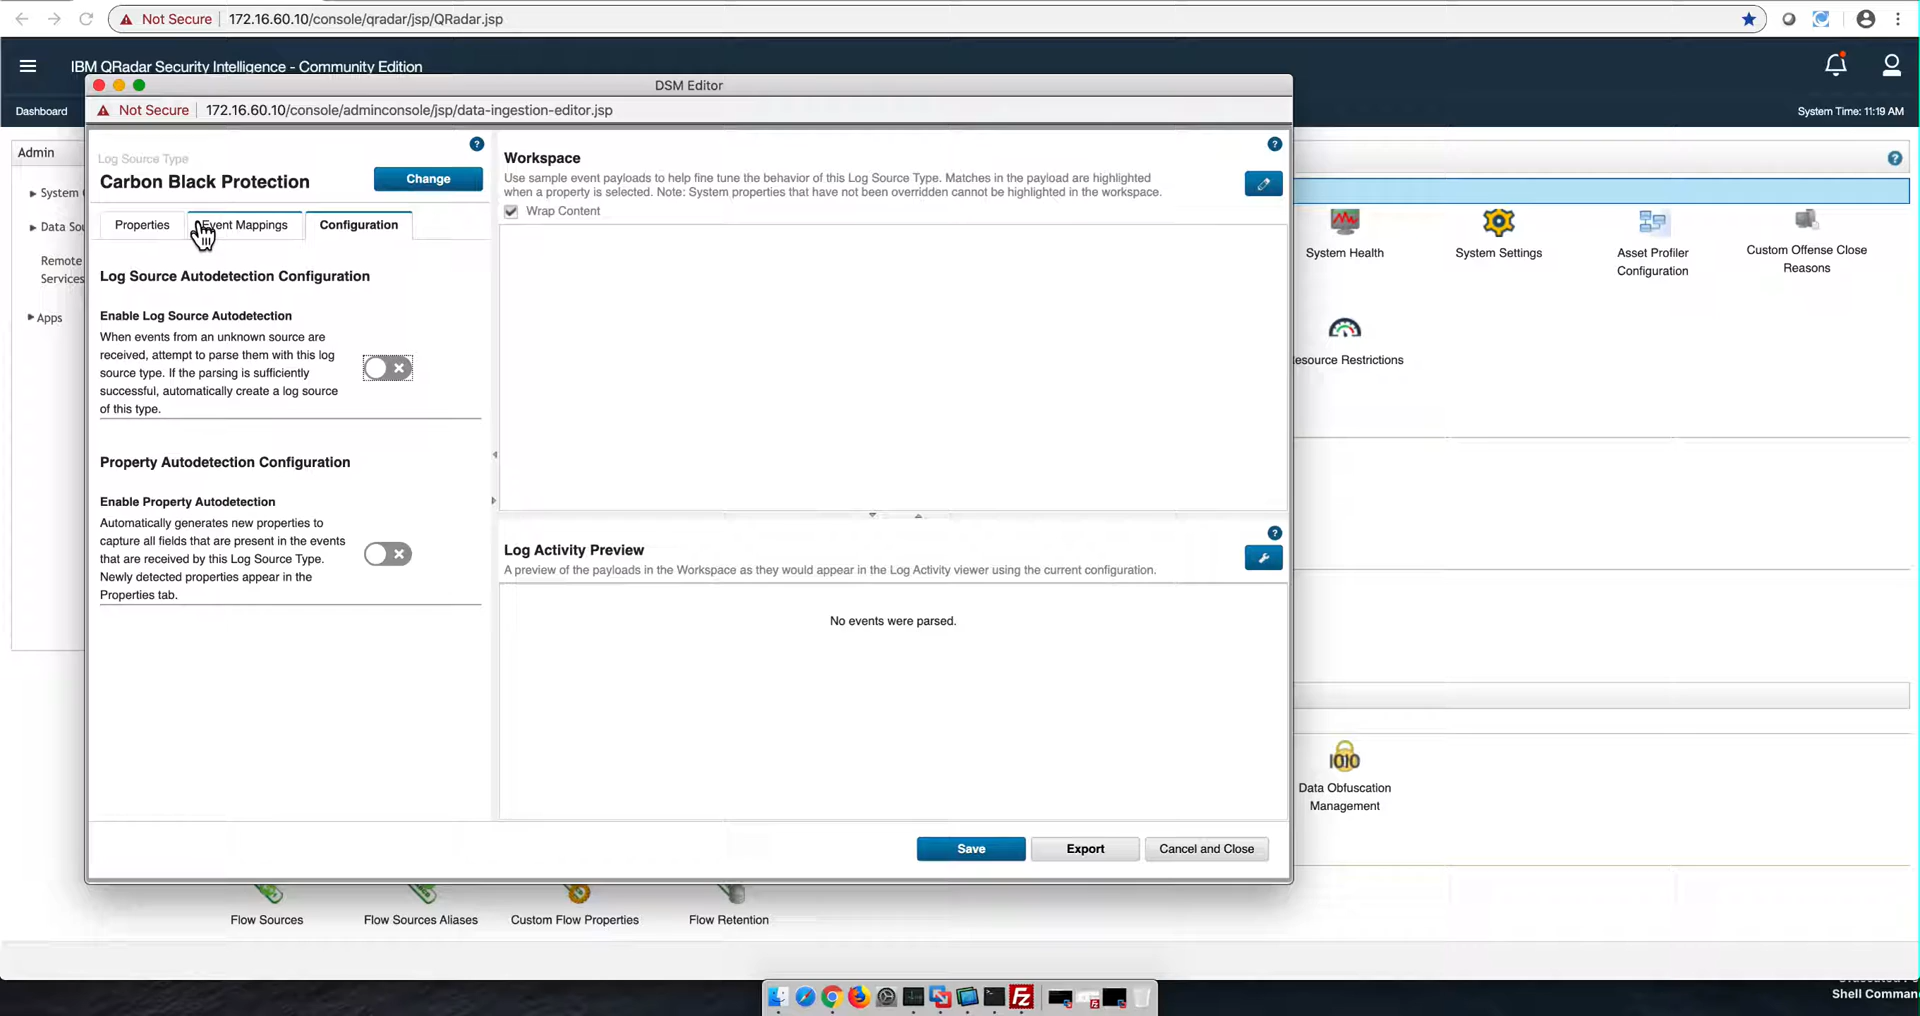 Not Secure
172.16.60.10/console/qradar/jsp/QRadar.jsp
IBM QRadar Security Intelligence - Community Edition
Dashboard
System Time: 11:19 AM
DSM Editor
Not Secure
172.16.60.10/console/adminconsole/jsp/data-ingestion-editor.jsp
Admin
System
Data Sou
Remote
Services
Apps
Log Source Type
Carbon Black Protection
Change
Properties
Event Mappings
Configuration
Log Source Autodetection Configuration
Enable Log Source Autodetection
When events from an unknown source are
received, attempt to parse them with this log
source type. If the parsing is sufficiently
successful, automatically create a log source
of this type.
Property Autodetection Configuration
Enable Property Autodetection
Automatically generates new properties to
capture all fields that are present in the events
that are received by this Log Source Type.
Newly detected properties appear in the
Properties tab.
Workspace
Use sample event payloads to help fine tune the behavior of this Log Source Type. Matches in the payload are highlighted
when a property is selected. Note: System properties that have not been overridden cannot be highlighted in the workspace.
Wrap Content
Log Activity Preview
A preview of the payloads in the Workspace as they would appear in the Log Activity viewer using the current configuration.
No events were parsed.
Save
Export
Cancel and Close
System Health
System Settings
Asset Profiler
Configuration
Custom Offense Close
Reasons
esource Restrictions
1010
Data Obfuscation
Management
Flow Sources
Flow Sources Aliases
Custom Flow Properties
Flow Retention
Shell Comman